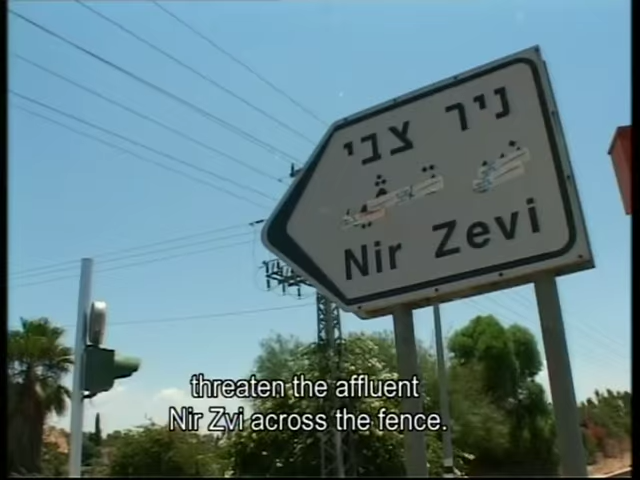 ניר צבי
Nir Zevi
threaten the affluent
Nir Zvi across the fence.